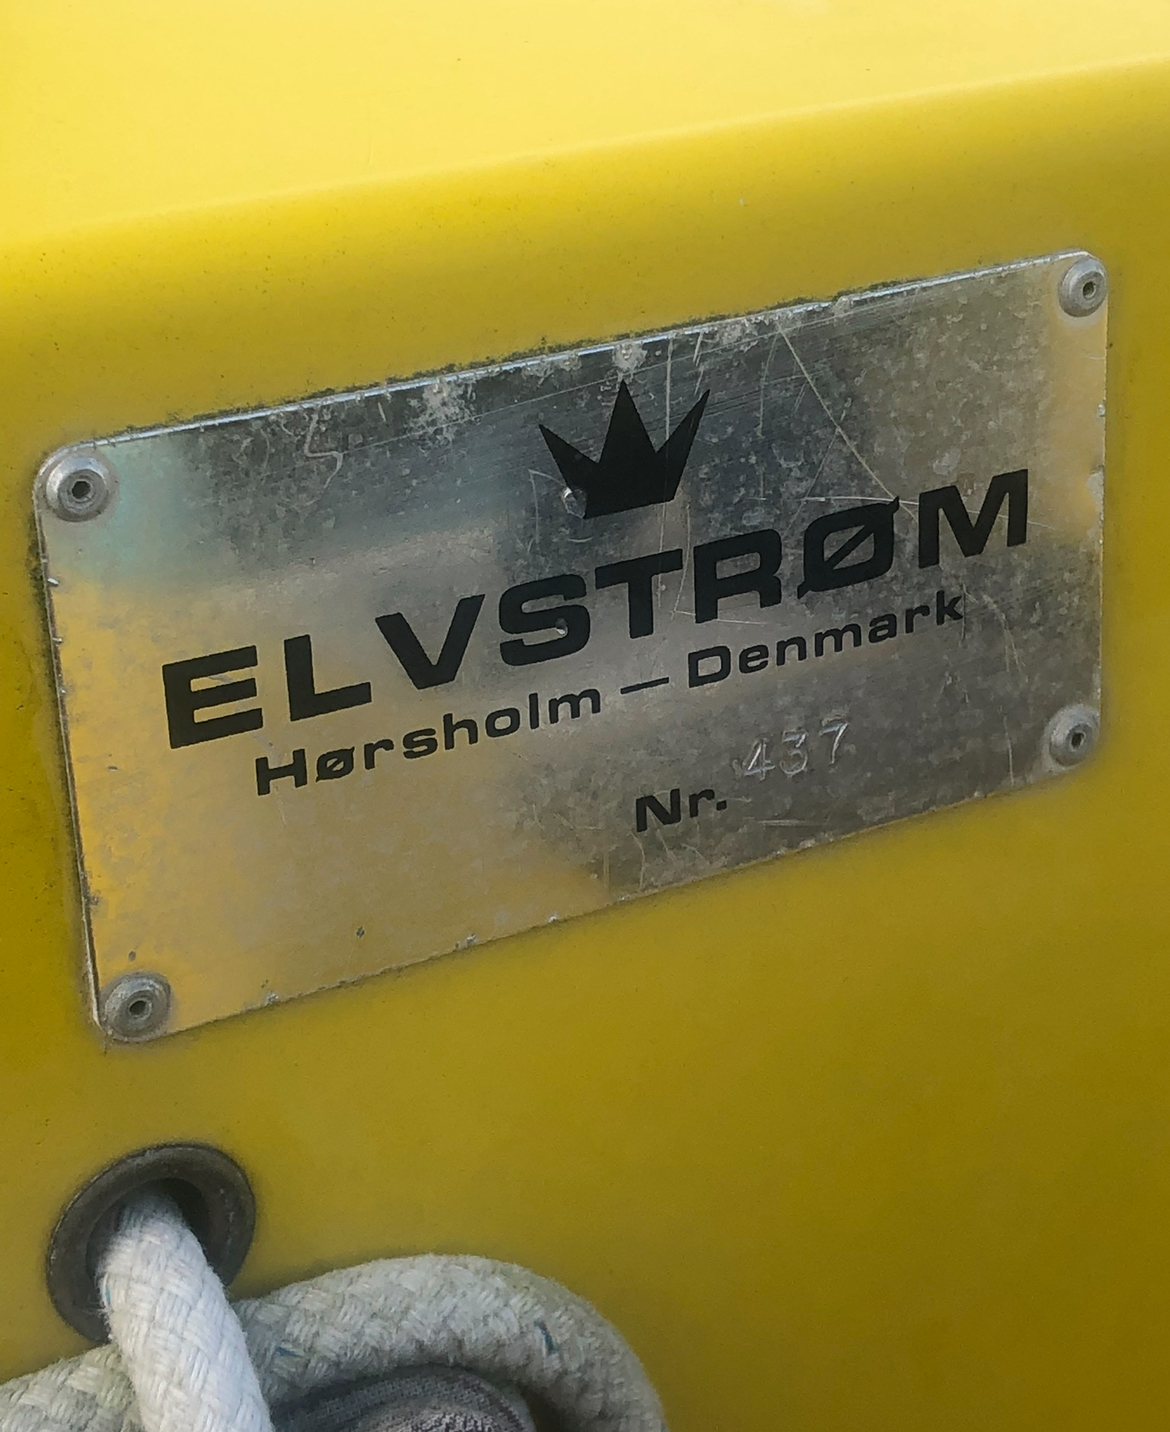 ELVSTRØM
Hørsholm — Denmark
Nr. 437